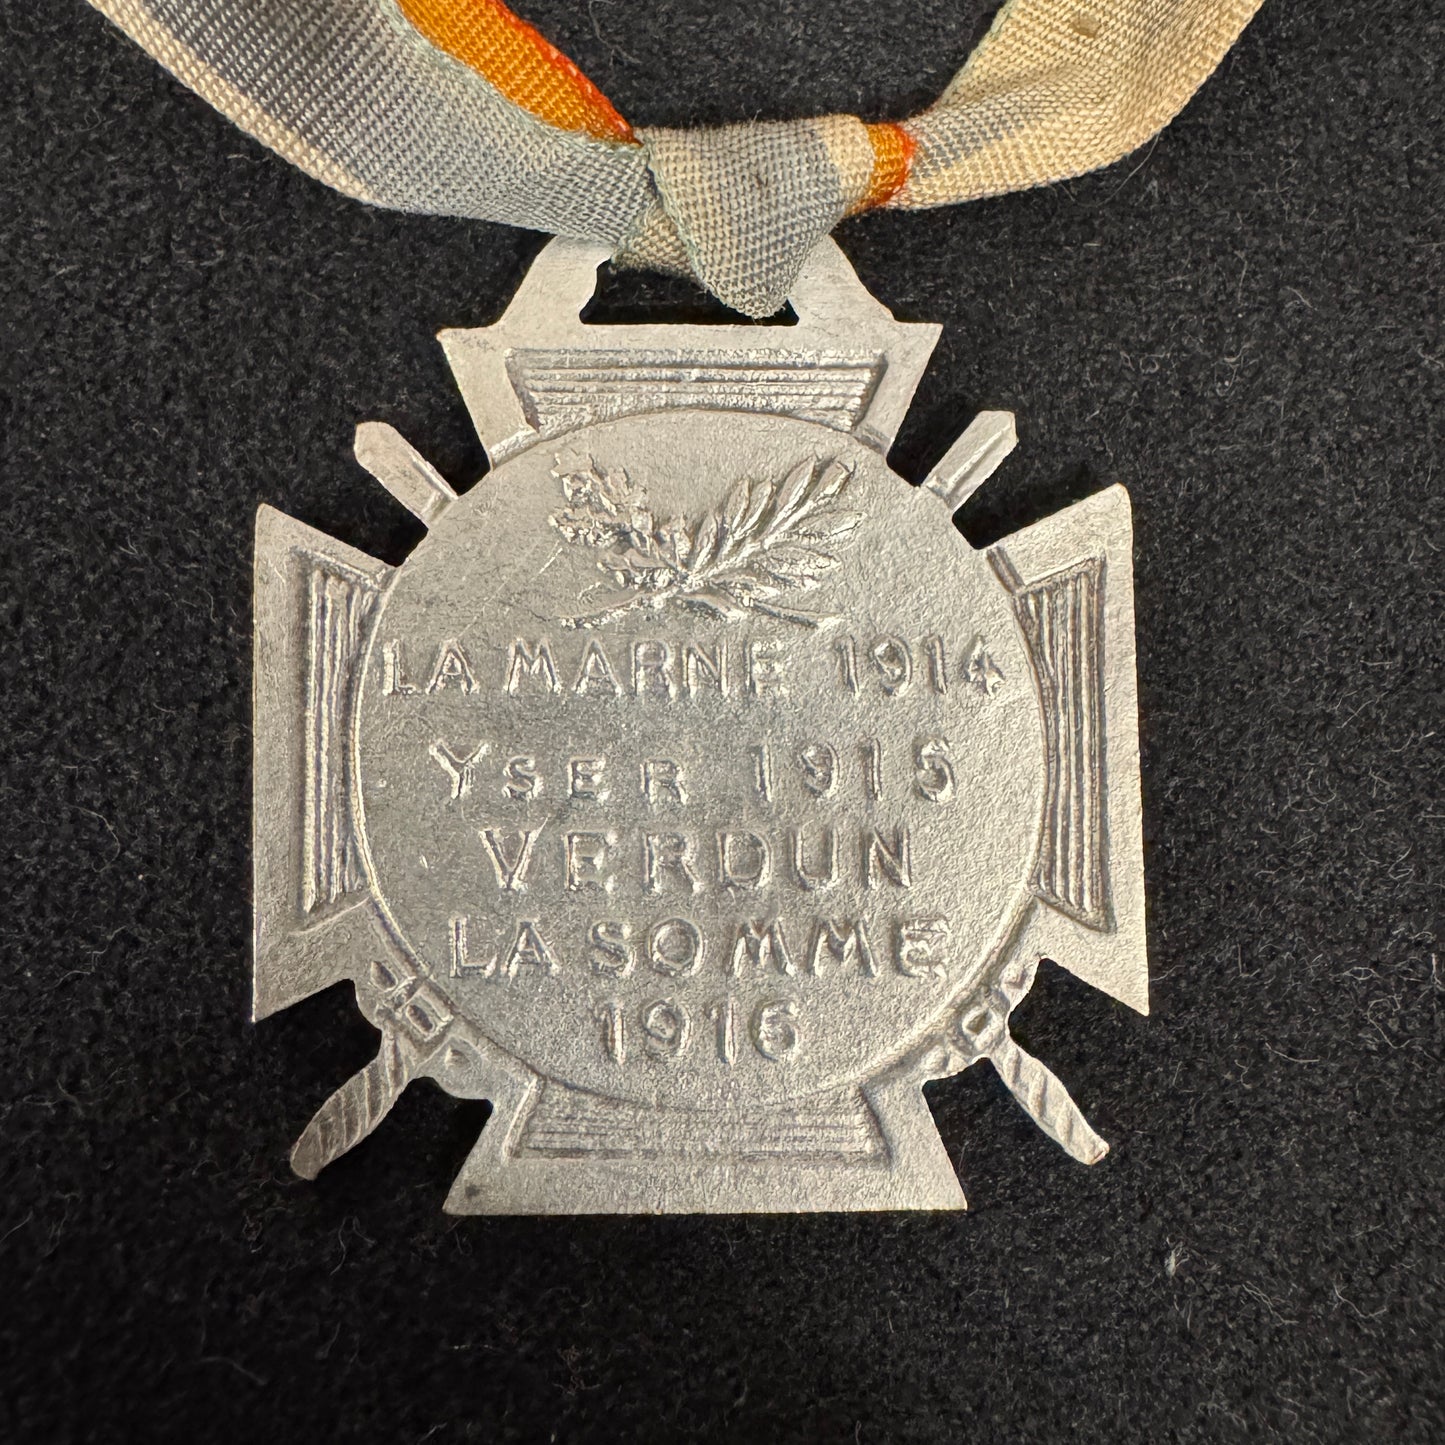 LA MARNE 1914
YSER 1915
VERDUN
LA SOMME
1916